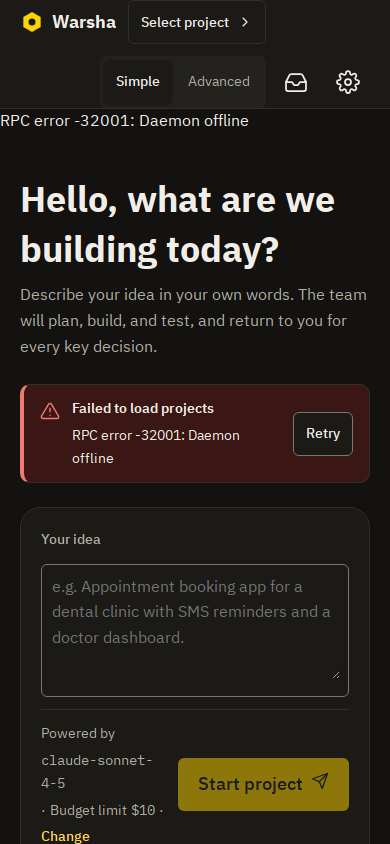 Warsha
Select project
Simple
Advanced
RPC error -32001: Daemon offline
Hello, what are we
building today?
Describe your idea in your own words. The team
will plan, build, and test, and return to you for
every key decision.
Failed to load projects
RPC error -32001: Daemon
offline
Retry
Your idea
e.g. Appointment booking app for a
dental clinic with SMS reminders and a
doctor dashboard.
Powered by
claude-sonnet-
4-5
· Budget limit $10 ·
Change
Start project